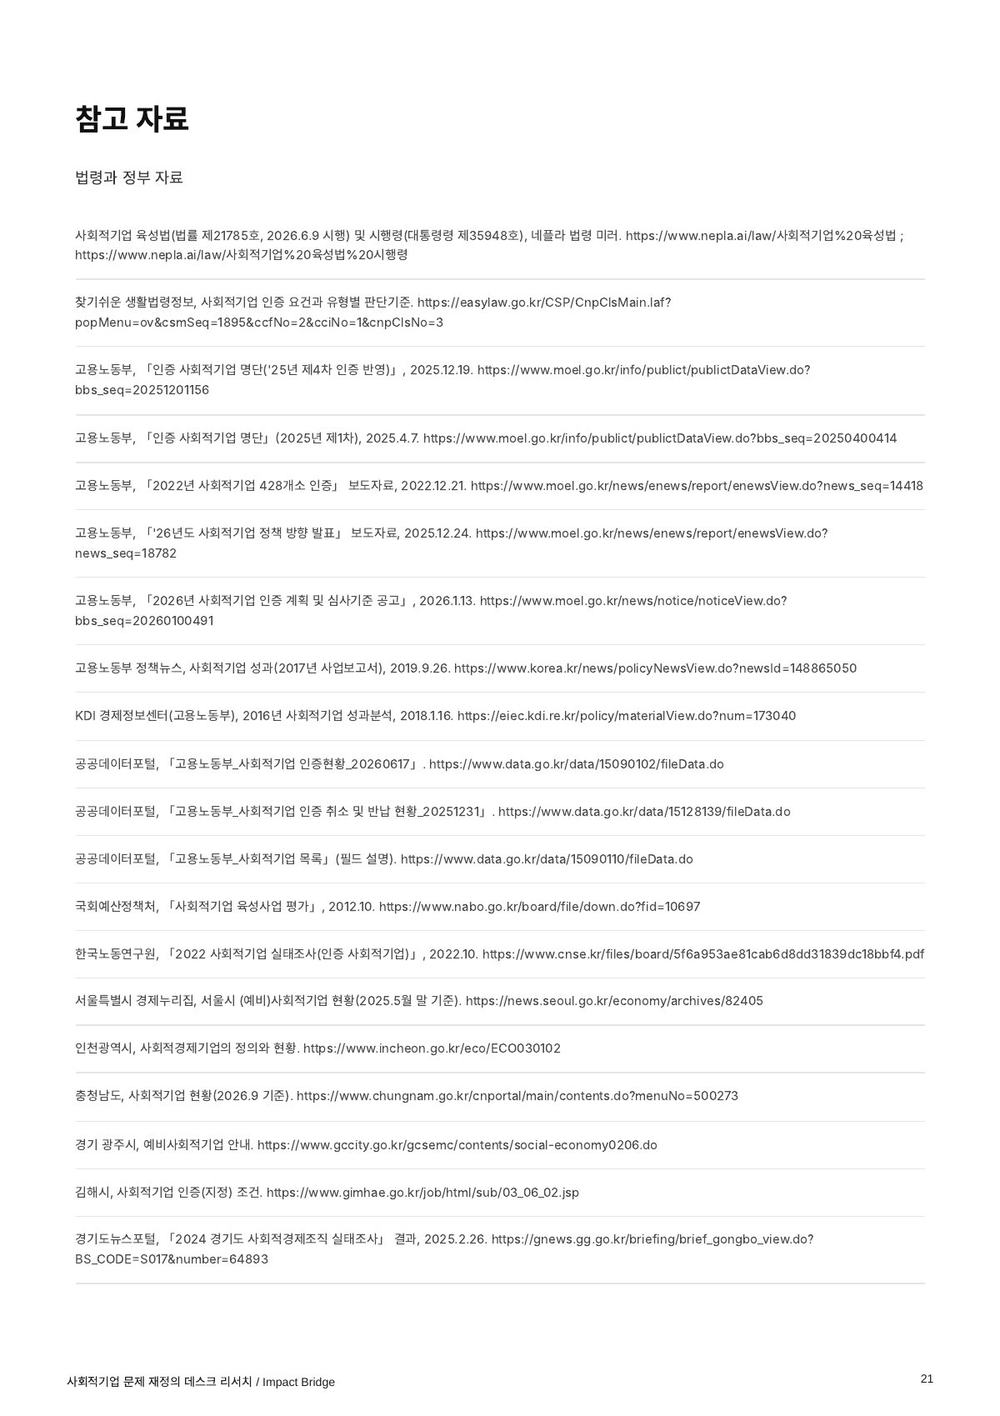 참고 자료
법령과 정부 자료
사회적기업 육성법(법률 제21785호, 2026.6.9 시행) 및 시행령(대통령령 제35948호), 네플라 법령 미러. https://www.nepla.ai/law/사회적기업%20육성법 ;
https://www.nepla.ai/law/사회적기업%20육성법%20시행령
찾기쉬운 생활법령정보, 사회적기업 인증 요건과 유형별 판단기준. https://easylaw.go.kr/CSP/CnpClsMain.laf?
popMenu=ov&csmSeq=1895&ccfNo=2&cciNo=1&cnpClsNo=3
고용노동부, 「인증 사회적기업 명단('25년 제4차 인증 반영)」, 2025.12.19. https://www.moel.go.kr/info/publict/publictDataView.do?
bbs_seq=20251201156
고용노동부, 「인증 사회적기업 명단」(2025년 제1차), 2025.4.7. https://www.moel.go.kr/info/publict/publictDataView.do?bbs_seq=20250400414
고용노동부, 「2022년 사회적기업 428개소 인증」 보도자료, 2022.12.21. https://www.moel.go.kr/news/enews/report/enewsView.do?news_seq=14418
고용노동부, 「'26년도 사회적기업 정책 방향 발표」 보도자료, 2025.12.24. https://www.moel.go.kr/news/enews/report/enewsView.do?
news_seq=18782
고용노동부, 「2026년 사회적기업 인증 계획 및 심사기준 공고」, 2026.1.13. https://www.moel.go.kr/news/notice/noticeView.do?
bbs_seq=20260100491
고용노동부 정책뉴스, 사회적기업 성과(2017년 사업보고서), 2019.9.26. https://www.korea.kr/news/policyNewsView.do?newsId=148865050
KDI 경제정보센터(고용노동부), 2016년 사회적기업 성과분석, 2018.1.16. https://eiec.kdi.re.kr/policy/materialView.do?num=173040
공공데이터포털, 「고용노동부_사회적기업 인증현황_20260617」. https://www.data.go.kr/data/15090102/fileData.do
공공데이터포털, 「고용노동부_사회적기업 인증 취소 및 반납 현황_20251231」. https://www.data.go.kr/data/15128139/fileData.do
공공데이터포털, 「고용노동부_사회적기업 목록」(필드 설명). https://www.data.go.kr/data/15090110/fileData.do
국회예산정책처, 「사회적기업 육성사업 평가」, 2012.10. https://www.nabo.go.kr/board/file/down.do?fid=10697
한국노동연구원, 「2022 사회적기업 실태조사(인증 사회적기업)」, 2022.10. https://www.cnse.kr/files/board/5f6a953ae81cab6d8dd31839dc18bbf4.pdf
서울특별시 경제누리집, 서울시 (예비)사회적기업 현황(2025.5월 말 기준). https://news.seoul.go.kr/economy/archives/82405
인천광역시, 사회적경제기업의 정의와 현황. https://www.incheon.go.kr/eco/ECO030102
충청남도, 사회적기업 현황(2026.9 기준). https://www.chungnam.go.kr/cnportal/main/contents.do?menuNo=500273
경기 광주시, 예비사회적기업 안내. https://www.gccity.go.kr/gcsemc/contents/social-economy0206.do
김해시, 사회적기업 인증(지정) 조건. https://www.gimhae.go.kr/job/html/sub/03_06_02.jsp
경기도뉴스포털, 「2024 경기도 사회적경제조직 실태조사」 결과, 2025.2.26. https://gnews.gg.go.kr/briefing/brief_gongbo_view.do?
BS_CODE=S017&number=64893
사회적기업 문제 재정의 데스크 리서치 / Impact Bridge
21